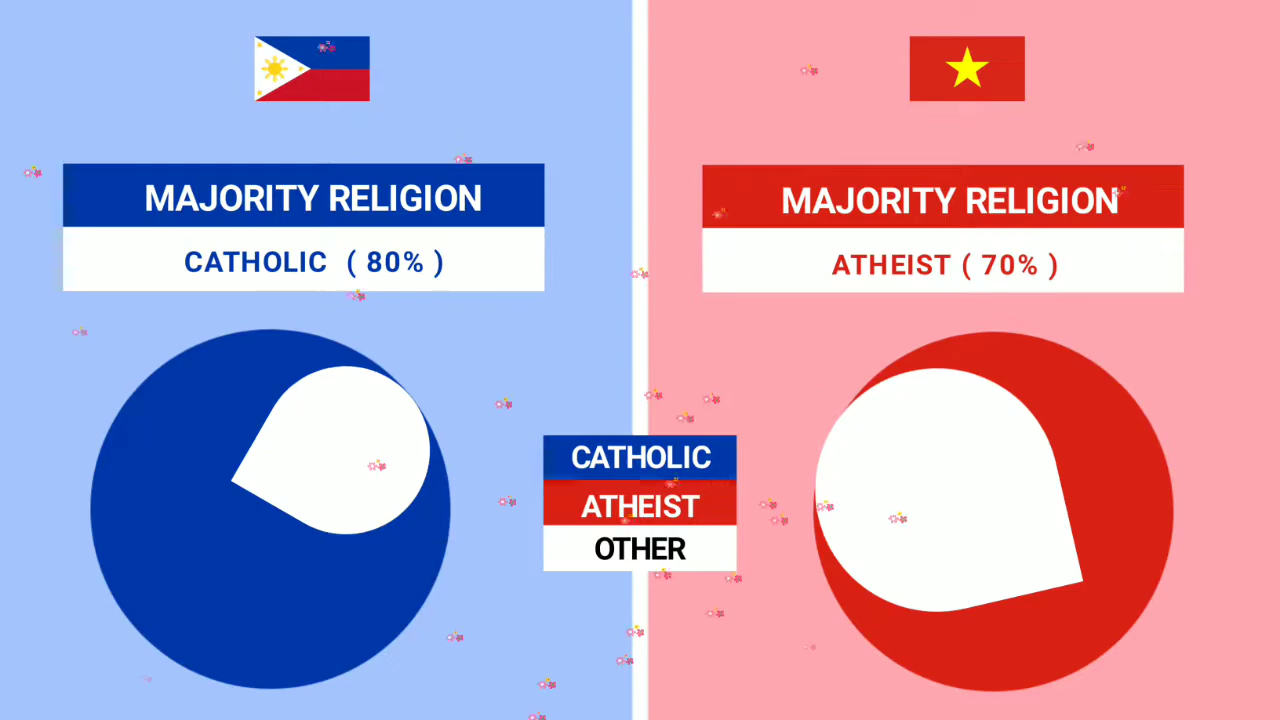 MAJORITY RELIGION
CATHOLIC ( 80% )
MAJORITY RELIGION
ATHEIST ( 70% )
CATHOLIC
ATHEIST
OTHER